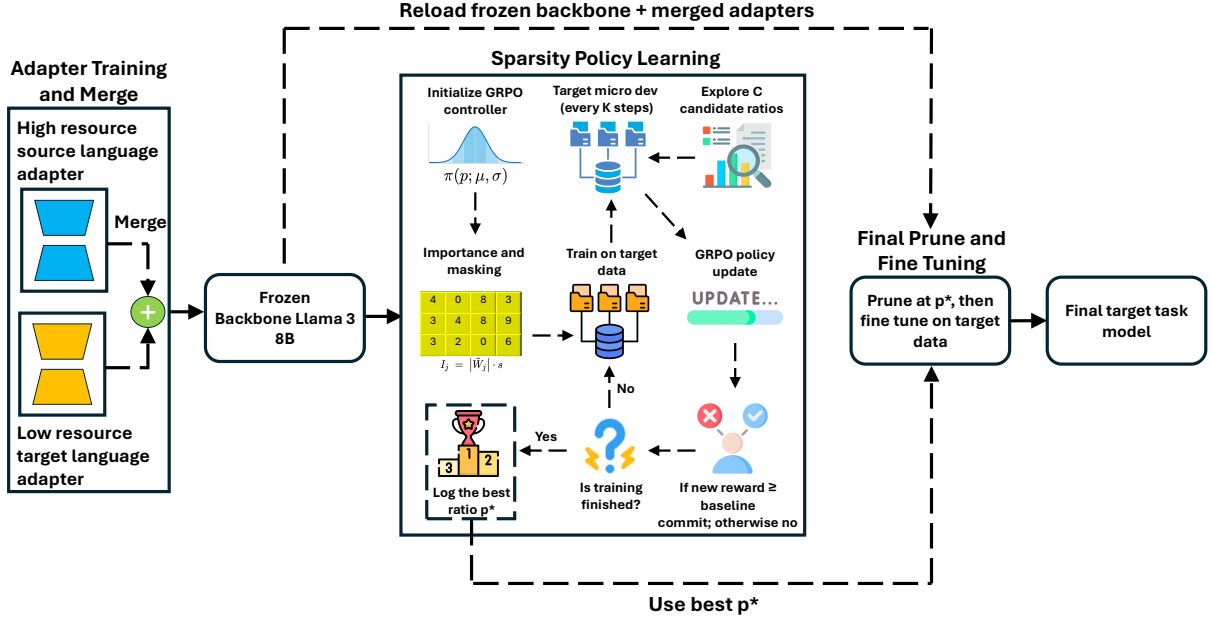 Reload frozen backbone + merged adapters
Adapter Training
and Merge
High resource
source language
adapter
Merge
+
Low resource
target language
adapter
Frozen
Backbone Llama 3
8B
Sparsity Policy Learning
Initialize GRPO
controller
π(p; μ, σ)
Target micro dev
(every K steps)
Explore C
candidate ratios
Importance and
masking
4 0 8 3
3 4 8 9
3 2 0 6
I_j = |W̄_j| · s
Train on target
data
GRPO policy
update
UPDATE...
No
Yes
1
2
3
Log the best
ratio p*
Is training
finished?
If new reward ≥
baseline
commit; otherwise no
Final Prune and
Fine Tuning
Prune at p*, then
fine tune on target
data
Final target task
model
Use best p*